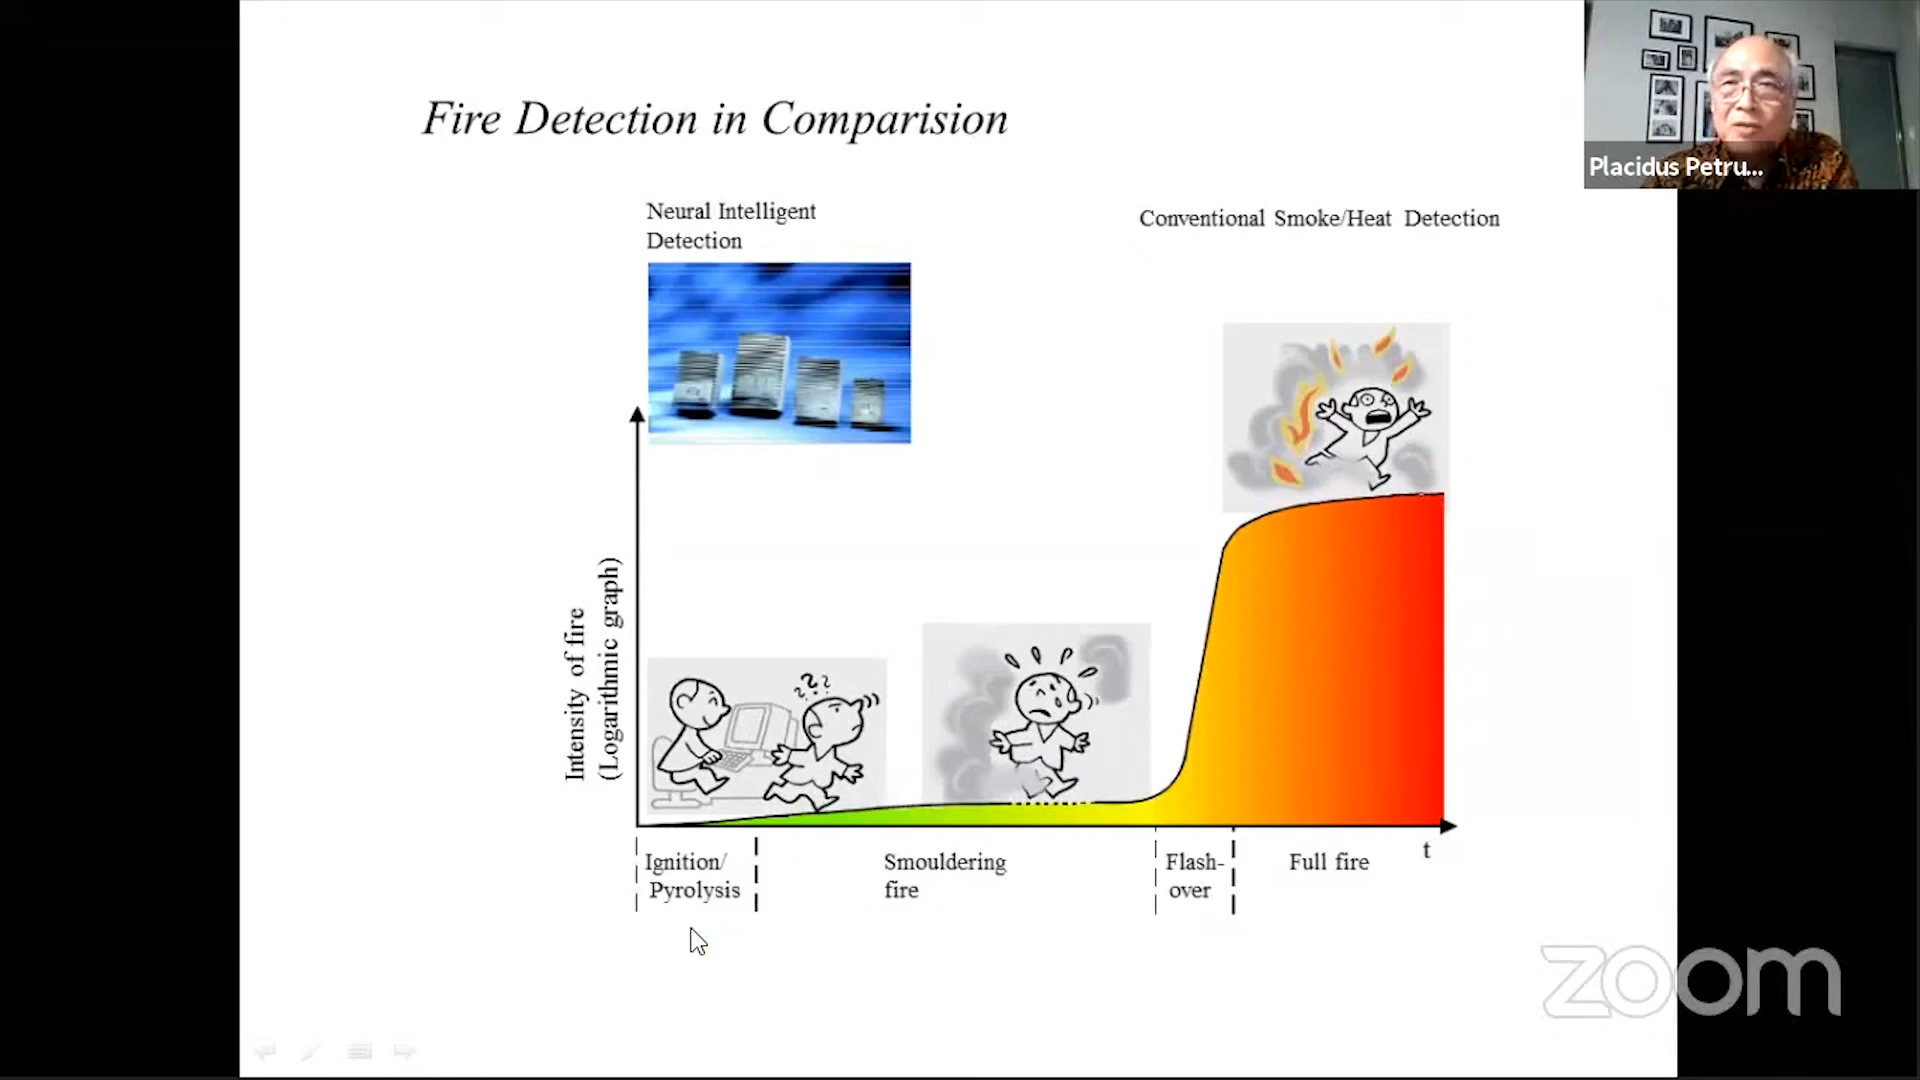 Fire Detection in Comparision
Placidus Petru...
Neural Intelligent
Detection
Conventional Smoke/Heat Detection
Intensity of fire
(Logarithmic graph)
???
t
Ignition/
Pyrolysis
Smouldering
fire
Flash-
over
Full fire
zoom